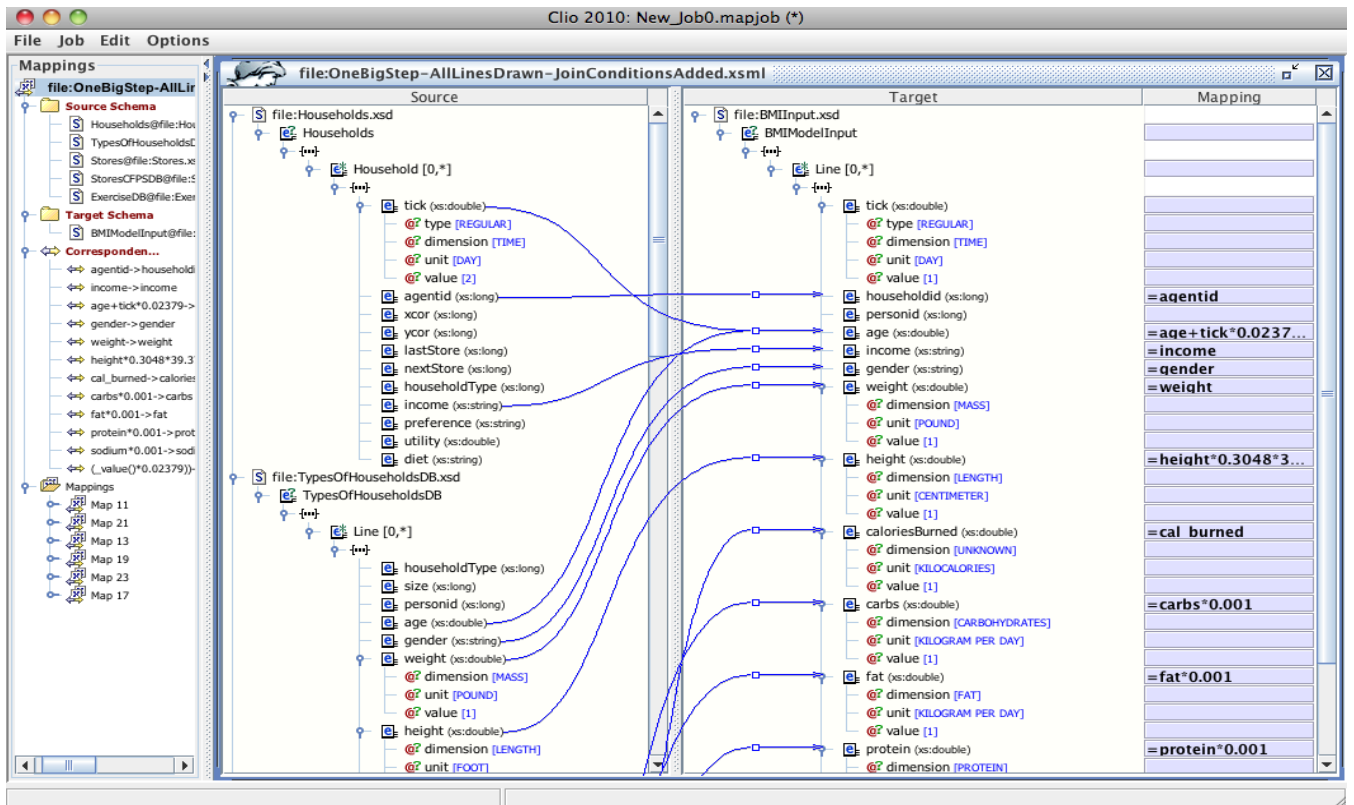 Clio 2010: New_Job0.mapjob (*)
File Job Edit Options
Mappings
file:OneBigStep-AllLin
Source Schema
Households@file:Hou
TypesOfHouseholdsD
Stores@file:Stores.xs
StoresCFPSDB@file:S
ExerciseDB@file:Exer
Target Schema
BMIModelInput@file:
Corresponden...
agentid->householdi
income->income
age+tick*0.02379->
gender->gender
weight->weight
height*0.3048*39.3
cal_burned->calories
carbs*0.001->carbs
fat*0.001->fat
protein*0.001->prot
sodium*0.001->sodi
(_value()*0.02379))-
Mappings
Map 11
Map 21
Map 13
Map 19
Map 23
Map 17
file:OneBigStep-AllLinesDrawn-JoinConditionsAdded.xsml
Source
file:Households.xsd
Households
Household [0,*]
tick (xs:double)
type [REGULAR]
dimension [TIME]
unit [DAY]
value [2]
agentid (xs:long)
xcor (xs:long)
ycor (xs:long)
lastStore (xs:long)
nextStore (xs:long)
householdType (xs:long)
income (xs:string)
preference (xs:string)
utility (xs:double)
diet (xs:string)
file:TypesOfHouseholdsDB.xsd
TypesOfHouseholdsDB
Line [0,*]
householdType (xs:long)
size (xs:long)
personid (xs:long)
age (xs:double)
gender (xs:string)
weight (xs:double)
dimension [MASS]
unit [POUND]
value [1]
height (xs:double)
dimension [LENGTH]
unit [FOOT]
Target
file:BMIInput.xsd
BMIModelInput
Line [0,*]
tick (xs:double)
type [REGULAR]
dimension [TIME]
unit [DAY]
value [1]
householdid (xs:long)
personid (xs:long)
age (xs:double)
income (xs:string)
gender (xs:string)
weight (xs:double)
dimension [MASS]
unit [POUND]
value [1]
height (xs:double)
dimension [LENGTH]
unit [CENTIMETER]
value [1]
caloriesBurned (xs:double)
dimension [UNKNOWN]
unit [KILOCALORIES]
value [1]
carbs (xs:double)
dimension [CARBOHYDRATES]
unit [KILOGRAM PER DAY]
value [1]
fat (xs:double)
dimension [FAT]
unit [KILOGRAM PER DAY]
value [1]
protein (xs:double)
dimension [PROTEIN]
Mapping
=agentid
=age+tick*0.0237...
=income
=gender
=weight
=height*0.3048*3...
=cal_burned
=carbs*0.001
=fat*0.001
=protein*0.001